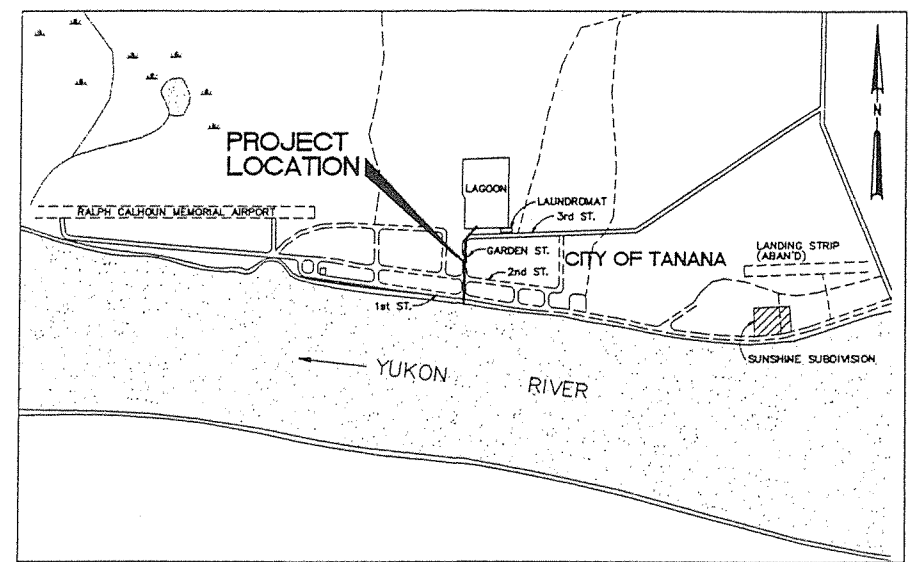 PROJECT
LOCATION
N
LAGOON
LAUNDROMAT
3rd ST.
RALPH CALHOUN MEMORIAL AIRPORT
GARDEN ST.
CITY OF TANANA
LANDING STRIP
(ABAN'D)
2nd ST.
1st ST.
SUNSHINE SUBDIVISION
YUKON RIVER